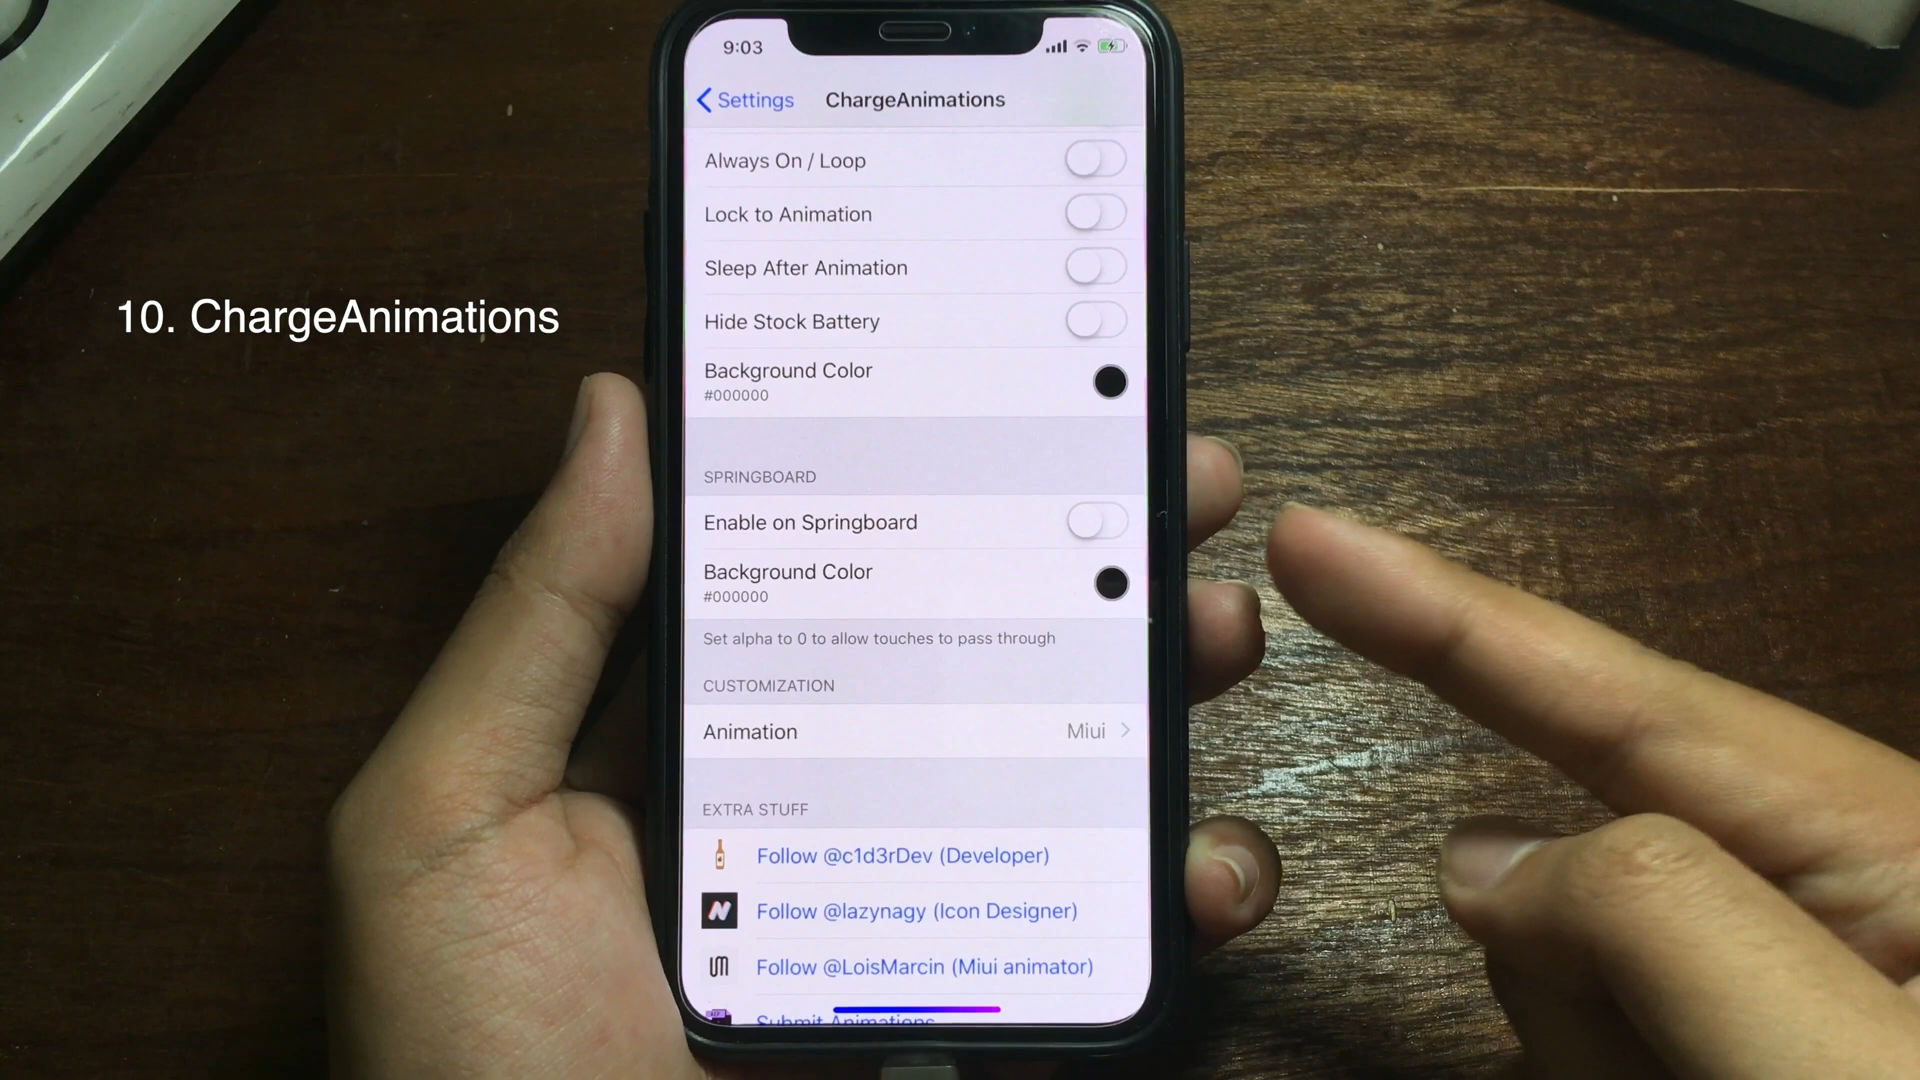 9:03
Settings
ChargeAnimations
Always On / Loop
Lock to Animation
Sleep After Animation
Hide Stock Battery
Background Color
#000000
10. ChargeAnimations
SPRINGBOARD
Enable on Springboard
Background Color
#000000
Set alpha to 0 to allow touches to pass through
CUSTOMIZATION
Animation Miui
EXTRA STUFF
Follow @c1d3rDev (Developer)
Follow @lazynagy (Icon Designer)
Follow @LoisMarcin (Miui animator)
Submit Animations